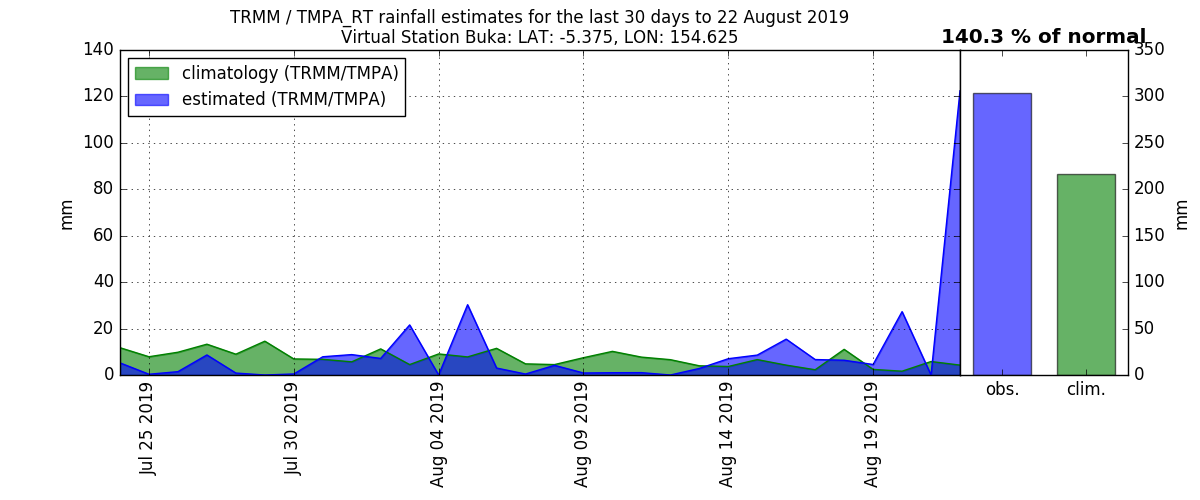 TRMM / TMPA_RT rainfall estimates for the last 30 days to 22 August 2019
Virtual Station Buka: LAT: -5.375, LON: 154.625
140.3 % of normal
climatology (TRMM/TMPA)
estimated (TRMM/TMPA)
140
120
100
80
60
40
20
0
mm
350
300
250
200
150
100
50
0
mm
Jul 25 2019
Jul 30 2019
Aug 04 2019
Aug 09 2019
Aug 14 2019
Aug 19 2019
obs.
clim.